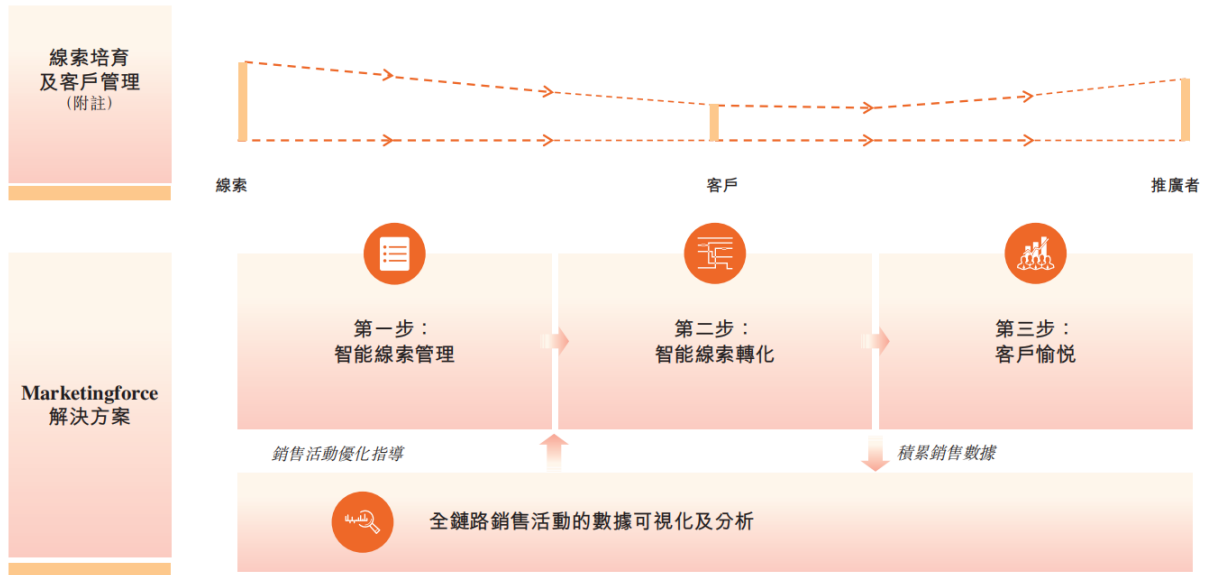 線索培育
及客戶管理
(附註)
線索
客戶
推廣者
Marketingforce
解決方案
第一步：
智能線索管理
第二步：
智能線索轉化
第三步：
客戶愉悅
銷售活動優化指導
積累銷售數據
全鏈路銷售活動的數據可視化及分析